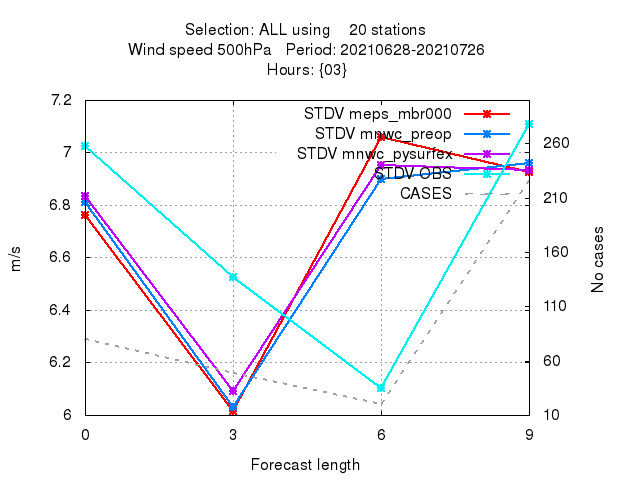 Selection: ALL using    20 stations
Wind speed 500hPa   Period: 20210628-20210726
Hours: {03}
7.2
7
6.8
6.6
6.4
6.2
6
m/s
STDV meps_mbr000
STDV mnwc_preop
STDV mnwc_pysurfex
STDV OBS
CASES
260
210
160
110
60
10
No cases
0 3 6 9
Forecast length